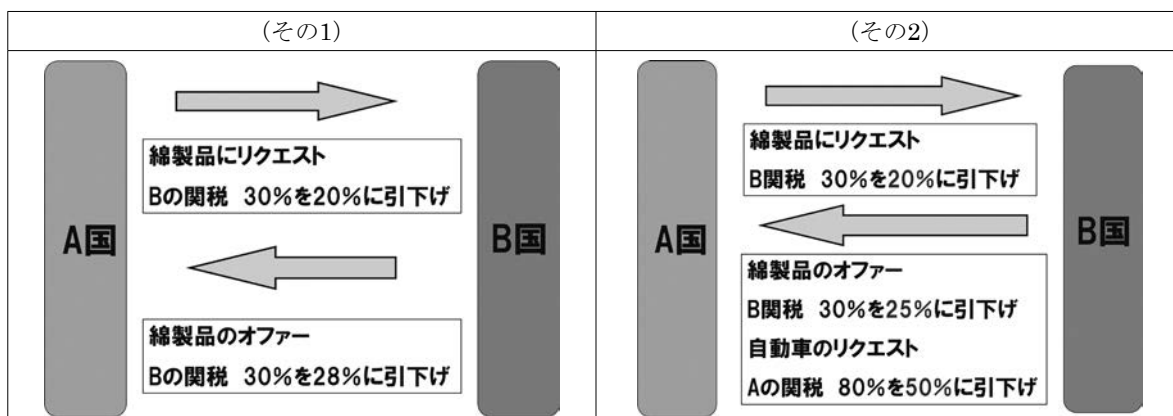 (その1)
A国
綿製品にリクエスト
Bの関税 30%を20%に引下げ
B国
綿製品のオファー
Bの関税 30%を28%に引下げ
(その2)
A国
綿製品にリクエスト
B関税 30%を20%に引下げ
B国
綿製品のオファー
B関税 30%を25%に引下げ
自動車のリクエスト
Aの関税 80%を50%に引下げ